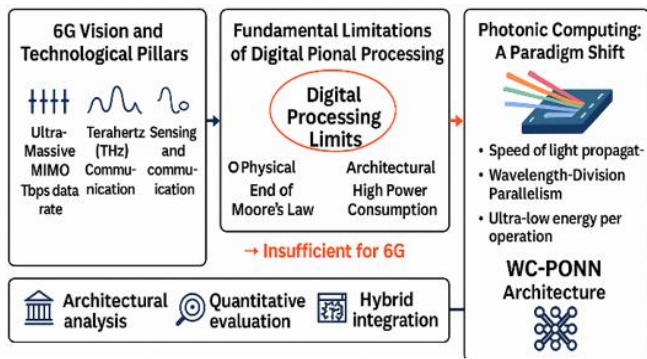 6G Vision and
Technological Pillars
Ultra-
Massive
MIMO
Tbps data
rate
Terahertz
(THz)
Commu-
nication
Sensing
and
commu-
ication
Fundamental Limitations
of Digital Pional Processing
Digital
Processing
Limits
O Physical
End of
Moore's Law
Architectural
High Power
Consumption
→ Insufficient for 6G
Photonic Computing:
A Paradigm Shift
• Speed of light propagat-
• Wavelength-Division
Parallelism
• Ultra-low energy per
operation
WC-PONN
Architecture
Architectural
analysis
Quantitative
evaluation
Hybrid
integration